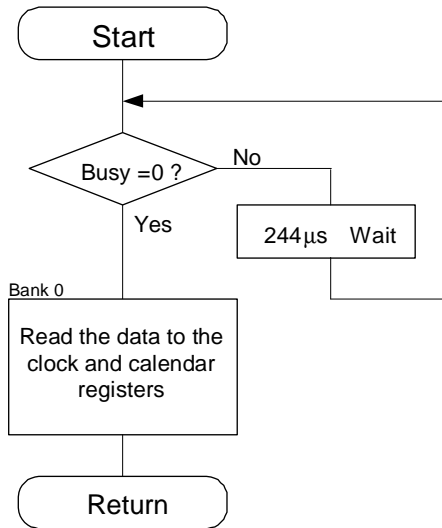 Start
Busy =0 ?
No
Yes
244µs Wait
Bank 0
Read the data to the
clock and calendar
registers
Return